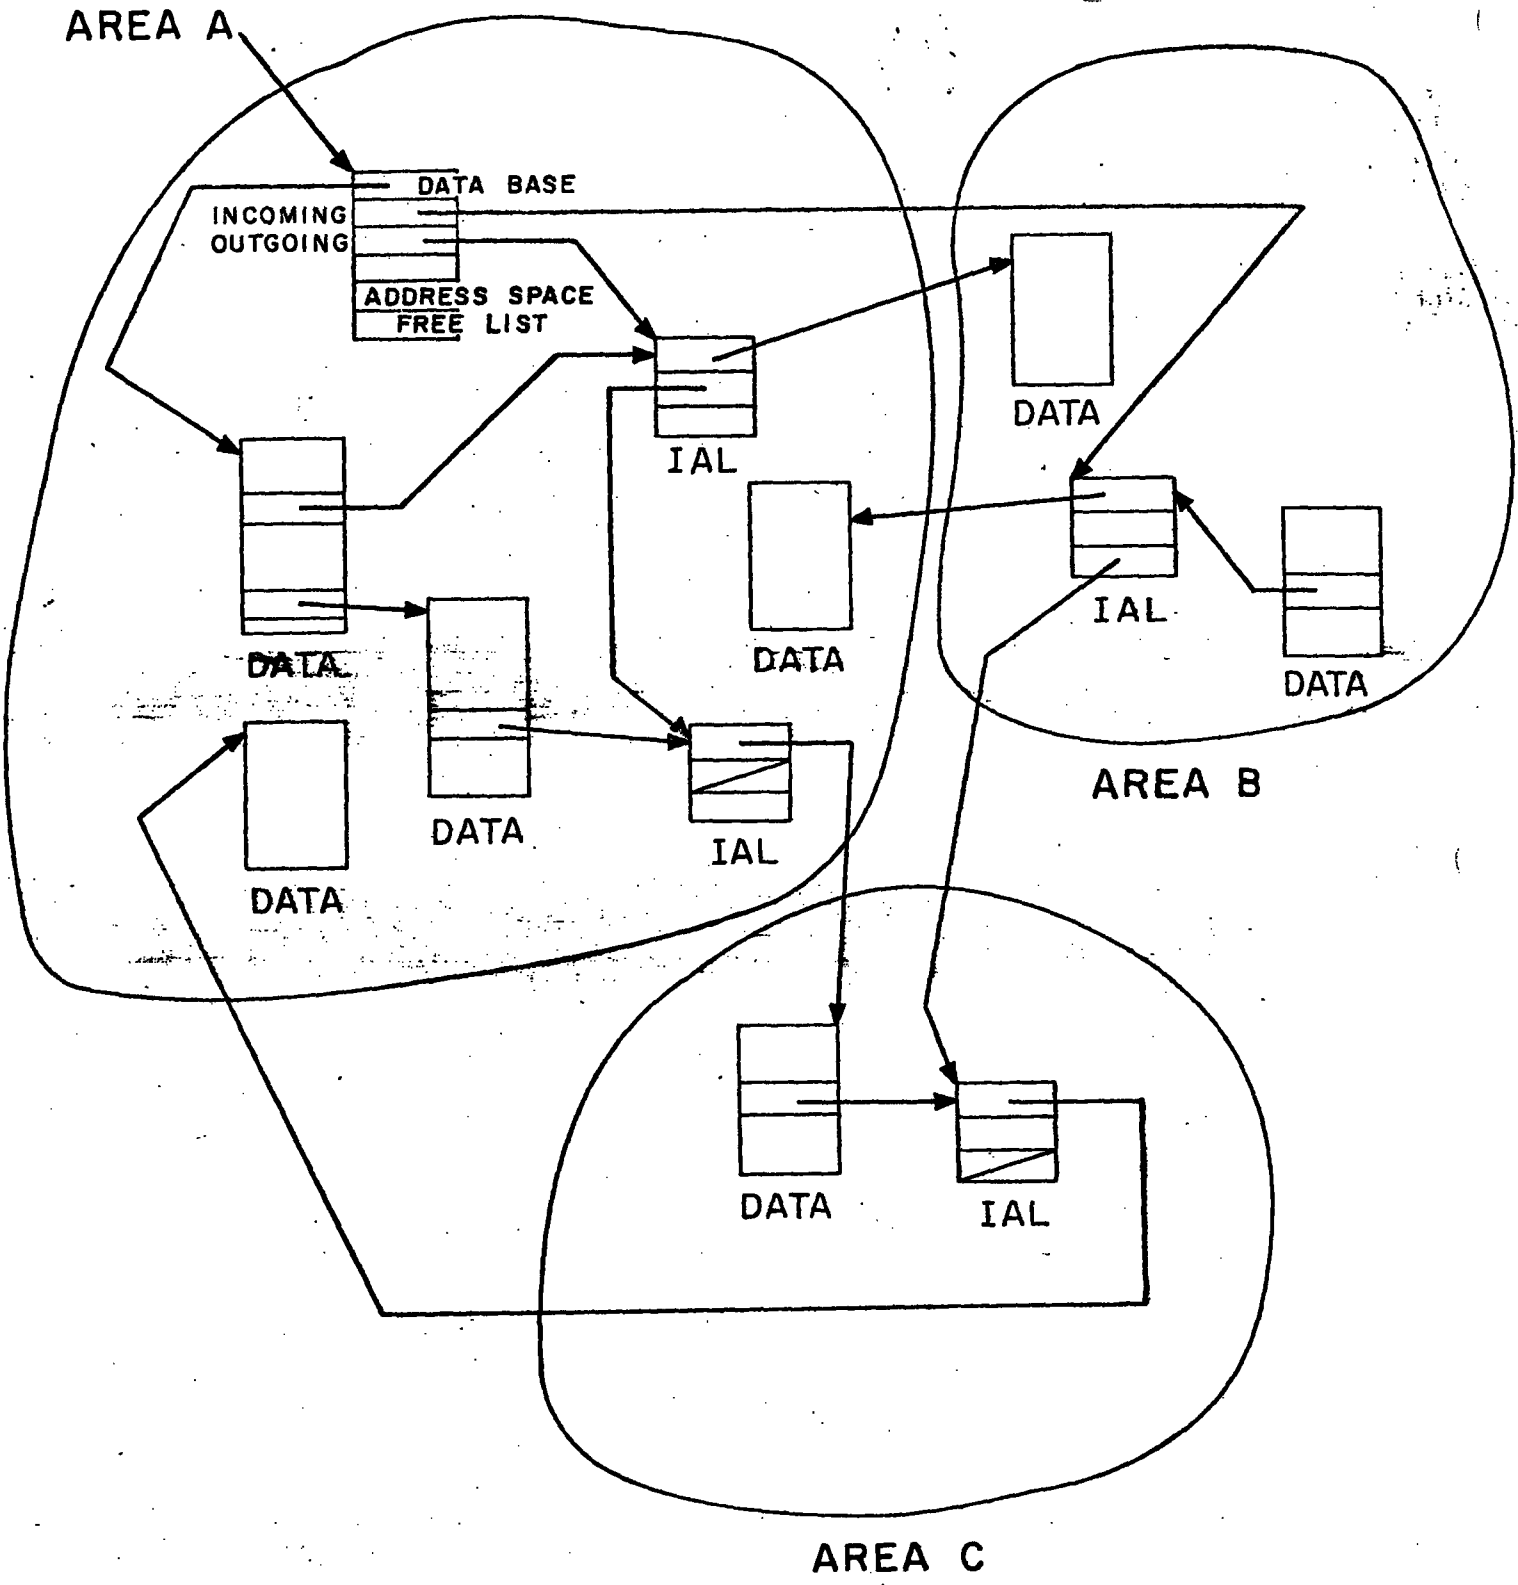 AREA A
DATA BASE
INCOMING
OUTGOING
ADDRESS SPACE
FREE LIST
DATA
IAL
DATA
IAL
DATA
DATA
DATA
AREA B
DATA
IAL
DATA
DATA
IAL
AREA C